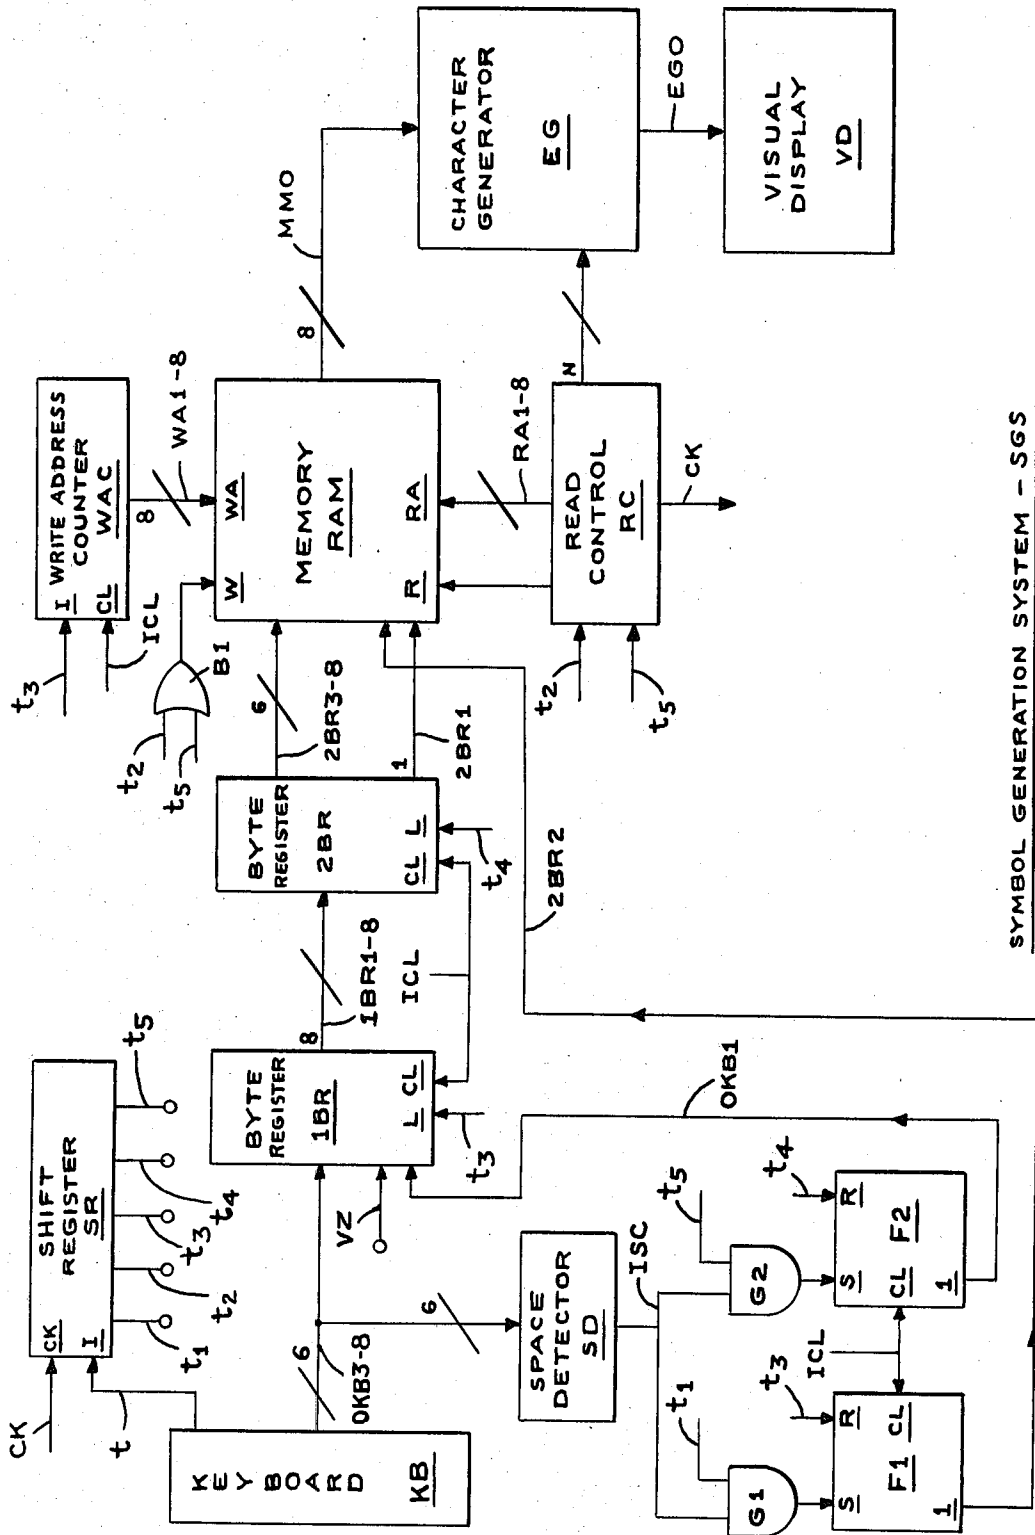 CK
t
SHIFT
REGISTER
SR
CK
I
t1
t2
t3
t4
t5
KEYBOARD
KB
6
0KB3-8
VZ
BYTE
REGISTER
1BR
L
CL
t3
8
1BR1-8
ICL
BYTE
REGISTER
2BR
CL
L
t4
6
2BR3-8
1
2BR1
2BR2
t3
ICL
I
WRITE ADDRESS
COUNTER
CL
WAC
8
WA1-8
t2
t5
B1
W
WA
MEMORY
RAM
R
RA
8
MMO
CHARACTER
GENERATOR
EG
EGO
VISUAL
DISPLAY
VD
RA1-8
t2
t5
READ
CONTROL
RC
N
CK
6
SPACE
DETECTOR
SD
ISC
t1
G1
t5
G2
t3
S
R
F1
CL
1
ICL
t4
S
R
CL
F2
1
0KB1
SYMBOL GENERATION SYSTEM - SGS